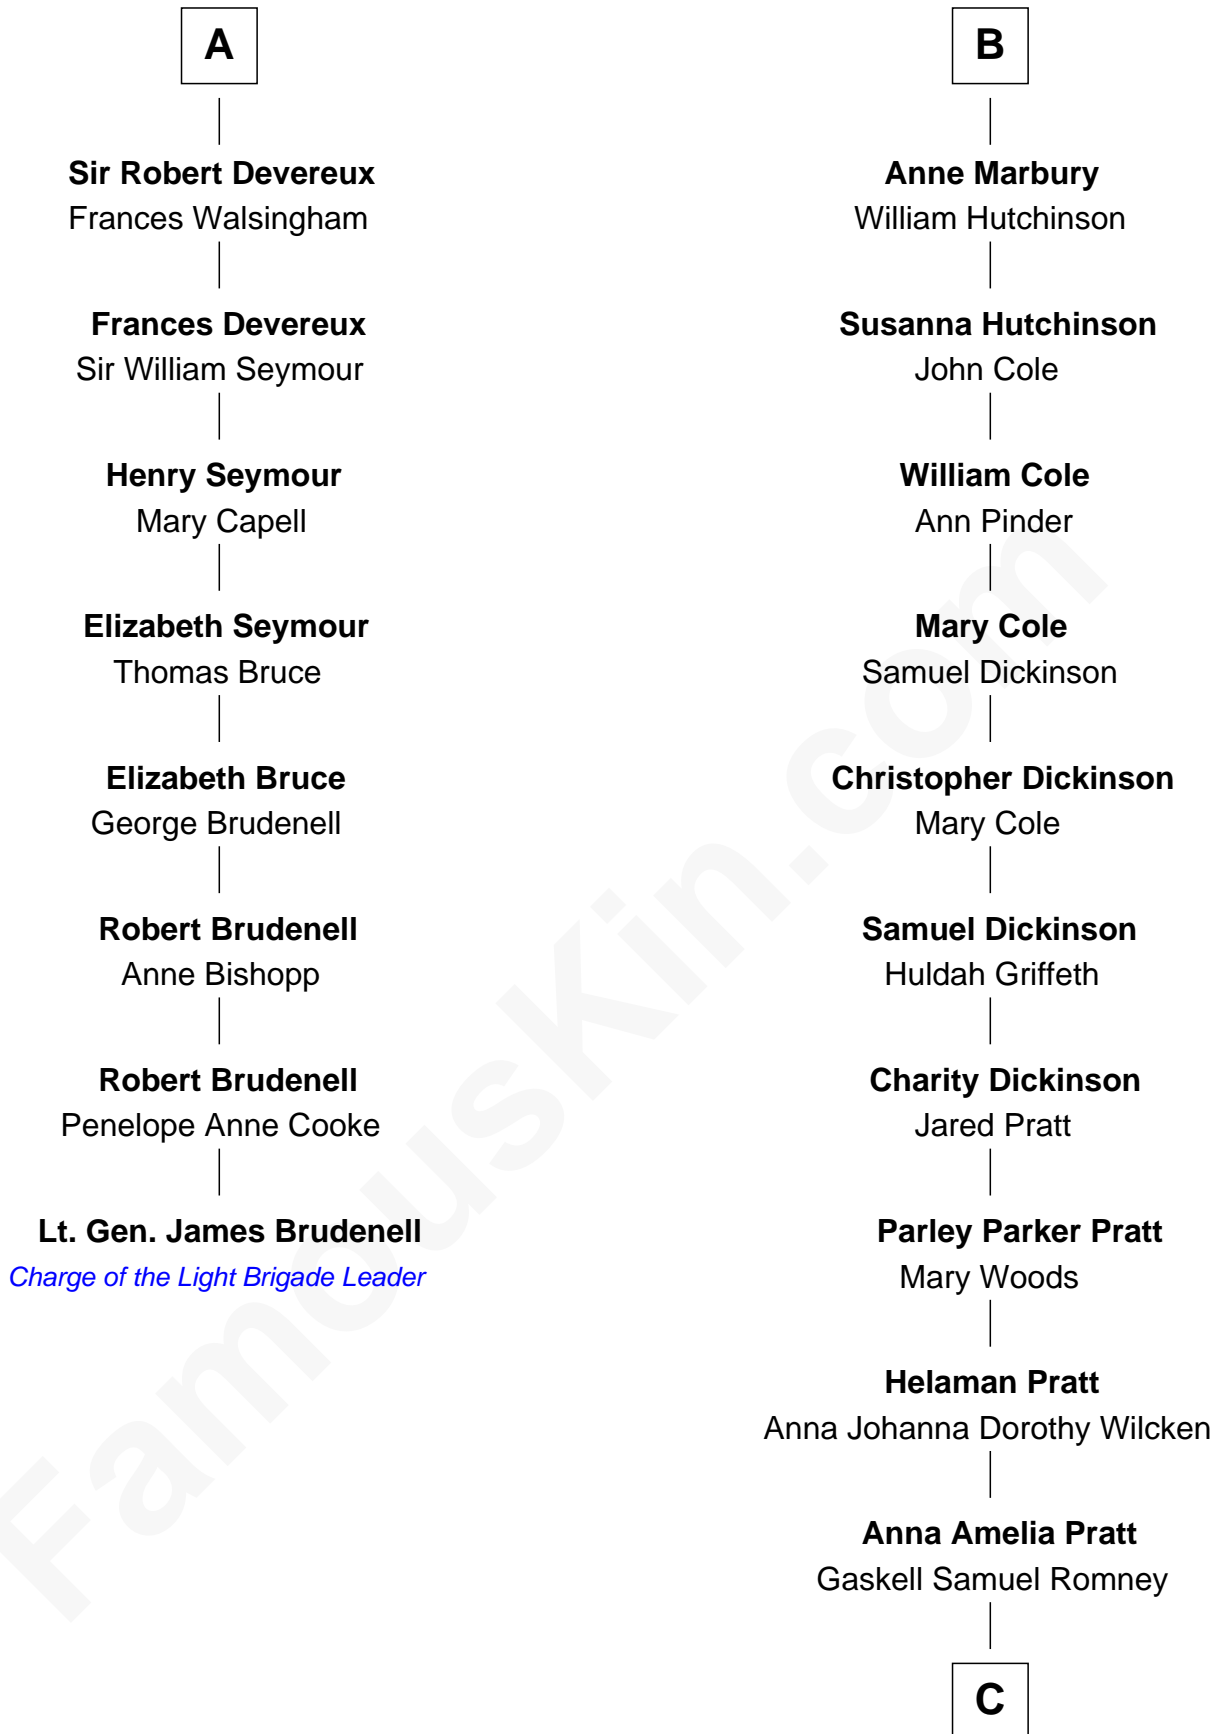 A
Sir Robert Devereux
Frances Walsingham
Frances Devereux
Sir William Seymour
Henry Seymour
Mary Capell
Elizabeth Seymour
Thomas Bruce
Elizabeth Bruce
George Brudenell
Robert Brudenell
Anne Bishopp
Robert Brudenell
Penelope Anne Cooke
Lt. Gen. James Brudenell
Charge of the Light Brigade Leader
B
Anne Marbury
William Hutchinson
Susanna Hutchinson
John Cole
William Cole
Ann Pinder
Mary Cole
Samuel Dickinson
Christopher Dickinson
Mary Cole
Samuel Dickinson
Huldah Griffeth
Charity Dickinson
Jared Pratt
Parley Parker Pratt
Mary Woods
Helaman Pratt
Anna Johanna Dorothy Wilcken
Anna Amelia Pratt
Gaskell Samuel Romney
C
FamousKin.com